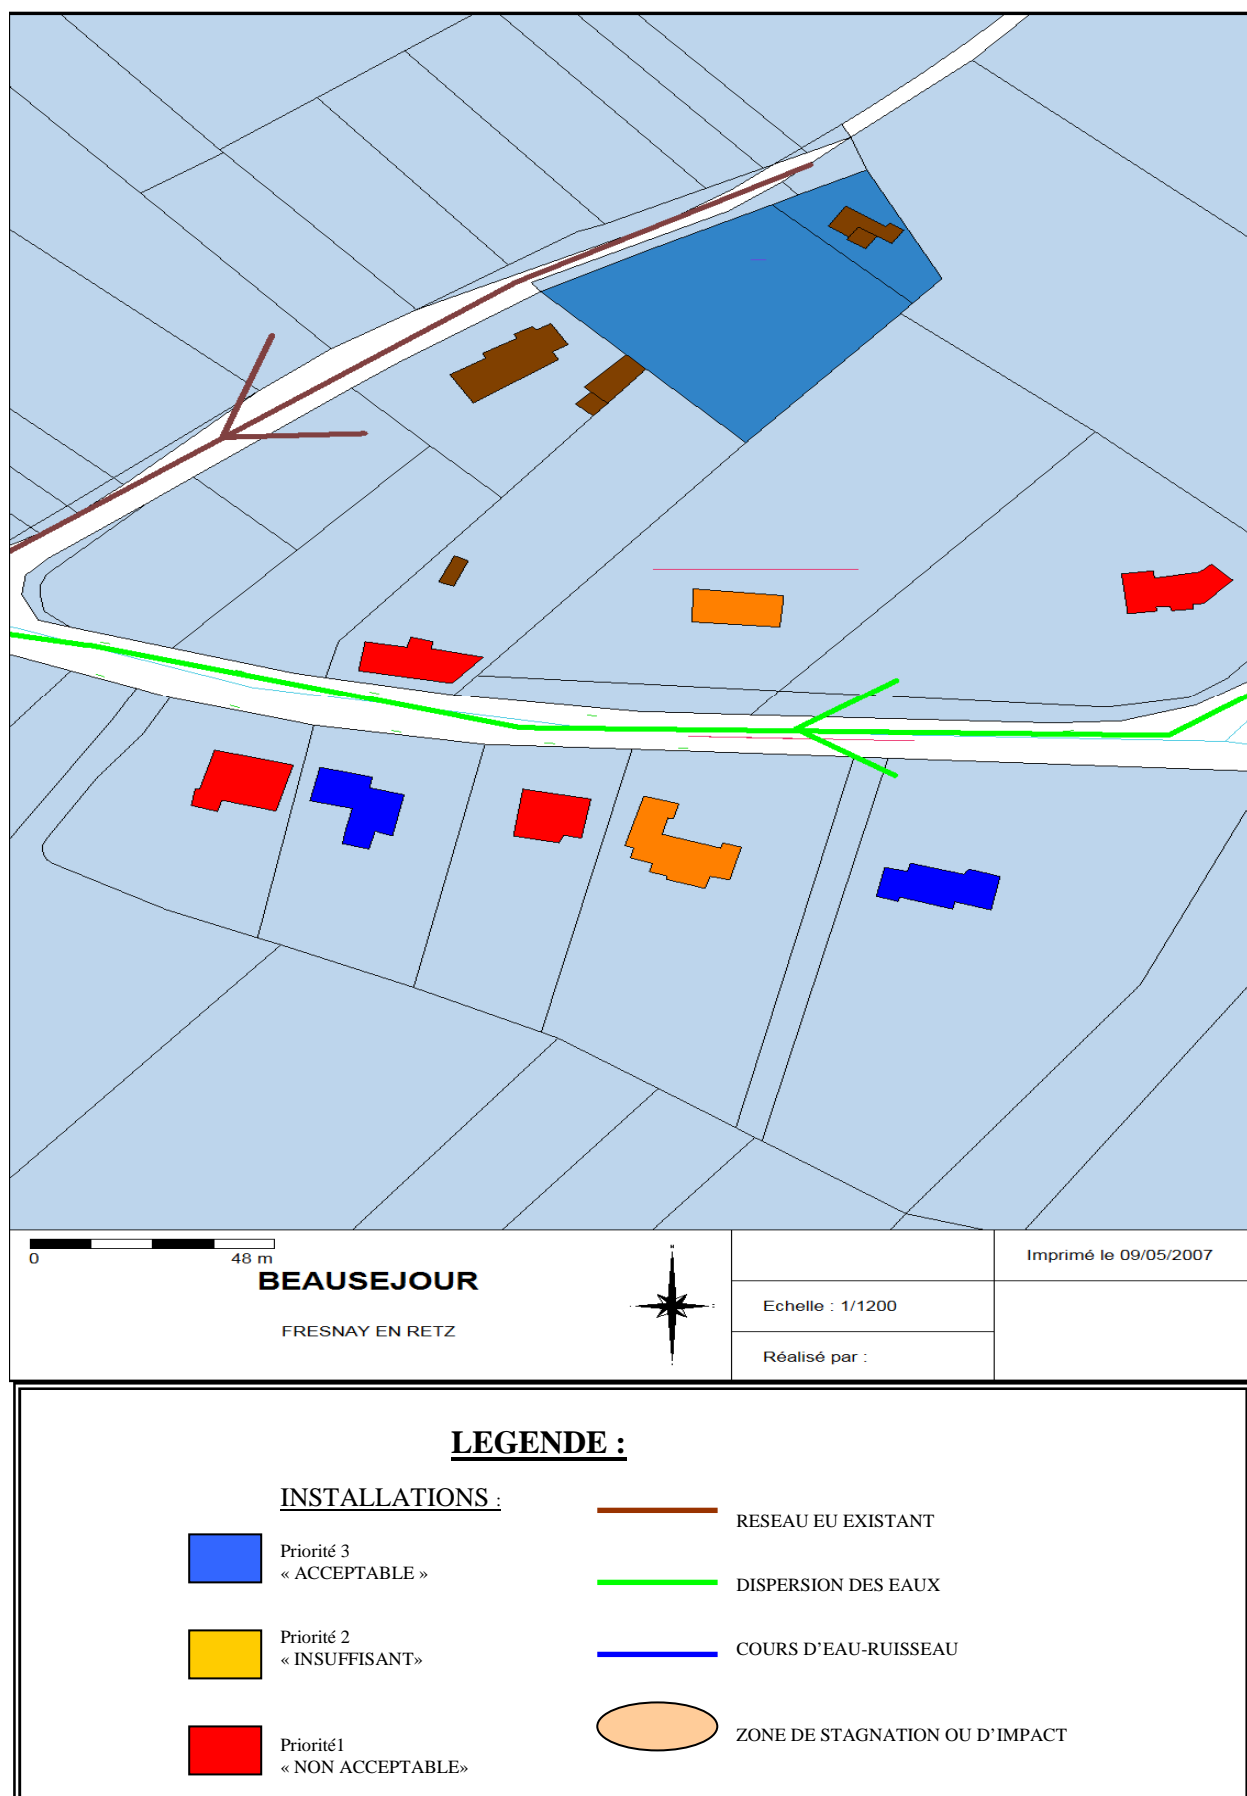 0 48 m
BEAUSEJOUR
FRESNAY EN RETZ
N
Imprimé le 09/05/2007
Echelle : 1/1200
Réalisé par :
LEGENDE :
INSTALLATIONS :
Priorité 3
« ACCEPTABLE »
Priorité 2
« INSUFFISANT»
Priorité1
« NON ACCEPTABLE»
RESEAU EU EXISTANT
DISPERSION DES EAUX
COURS D'EAU-RUISSEAU
ZONE DE STAGNATION OU D'IMPACT